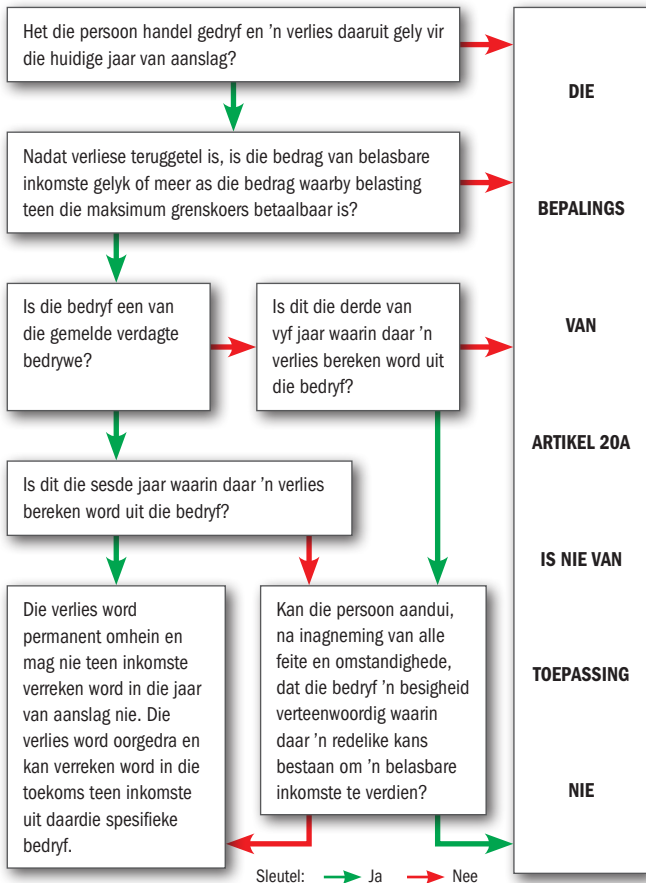 Het die persoon handel gedryf en 'n verlies daaruit gely vir
die huidige jaar van aanslag?
Nadat verliese teruggetel is, is die bedrag van belasbare
inkomste gelyk of meer as die bedrag waarby belasting
teen die maksimum grenskoers betaalbaar is?
Is die bedryf een van
die gemelde verdagte
bedrywe?
Is dit die derde van
vyf jaar waarin daar 'n
verlies bereken word uit
die bedryf?
Is dit die sesde jaar waarin daar 'n verlies
bereken word uit die bedryf?
Die verlies word
permanent omhein en
mag nie teen inkomste
verreken word in die jaar
van aanslag nie. Die
verlies word oorgedra en
kan verreken word in die
toekoms teen inkomste
uit daardie spesifieke
bedryf.
Kan die persoon aandui,
na inagneming van alle
feite en omstandighede,
dat die bedryf 'n besigheid
verteenwoordig waarin
daar 'n redelike kans
bestaan om 'n belasbare
inkomste te verdien?
DIE
BEPALINGS
VAN
ARTIKEL 20A
IS NIE VAN
TOEPASSING
NIE
Sleutel: Ja Nee